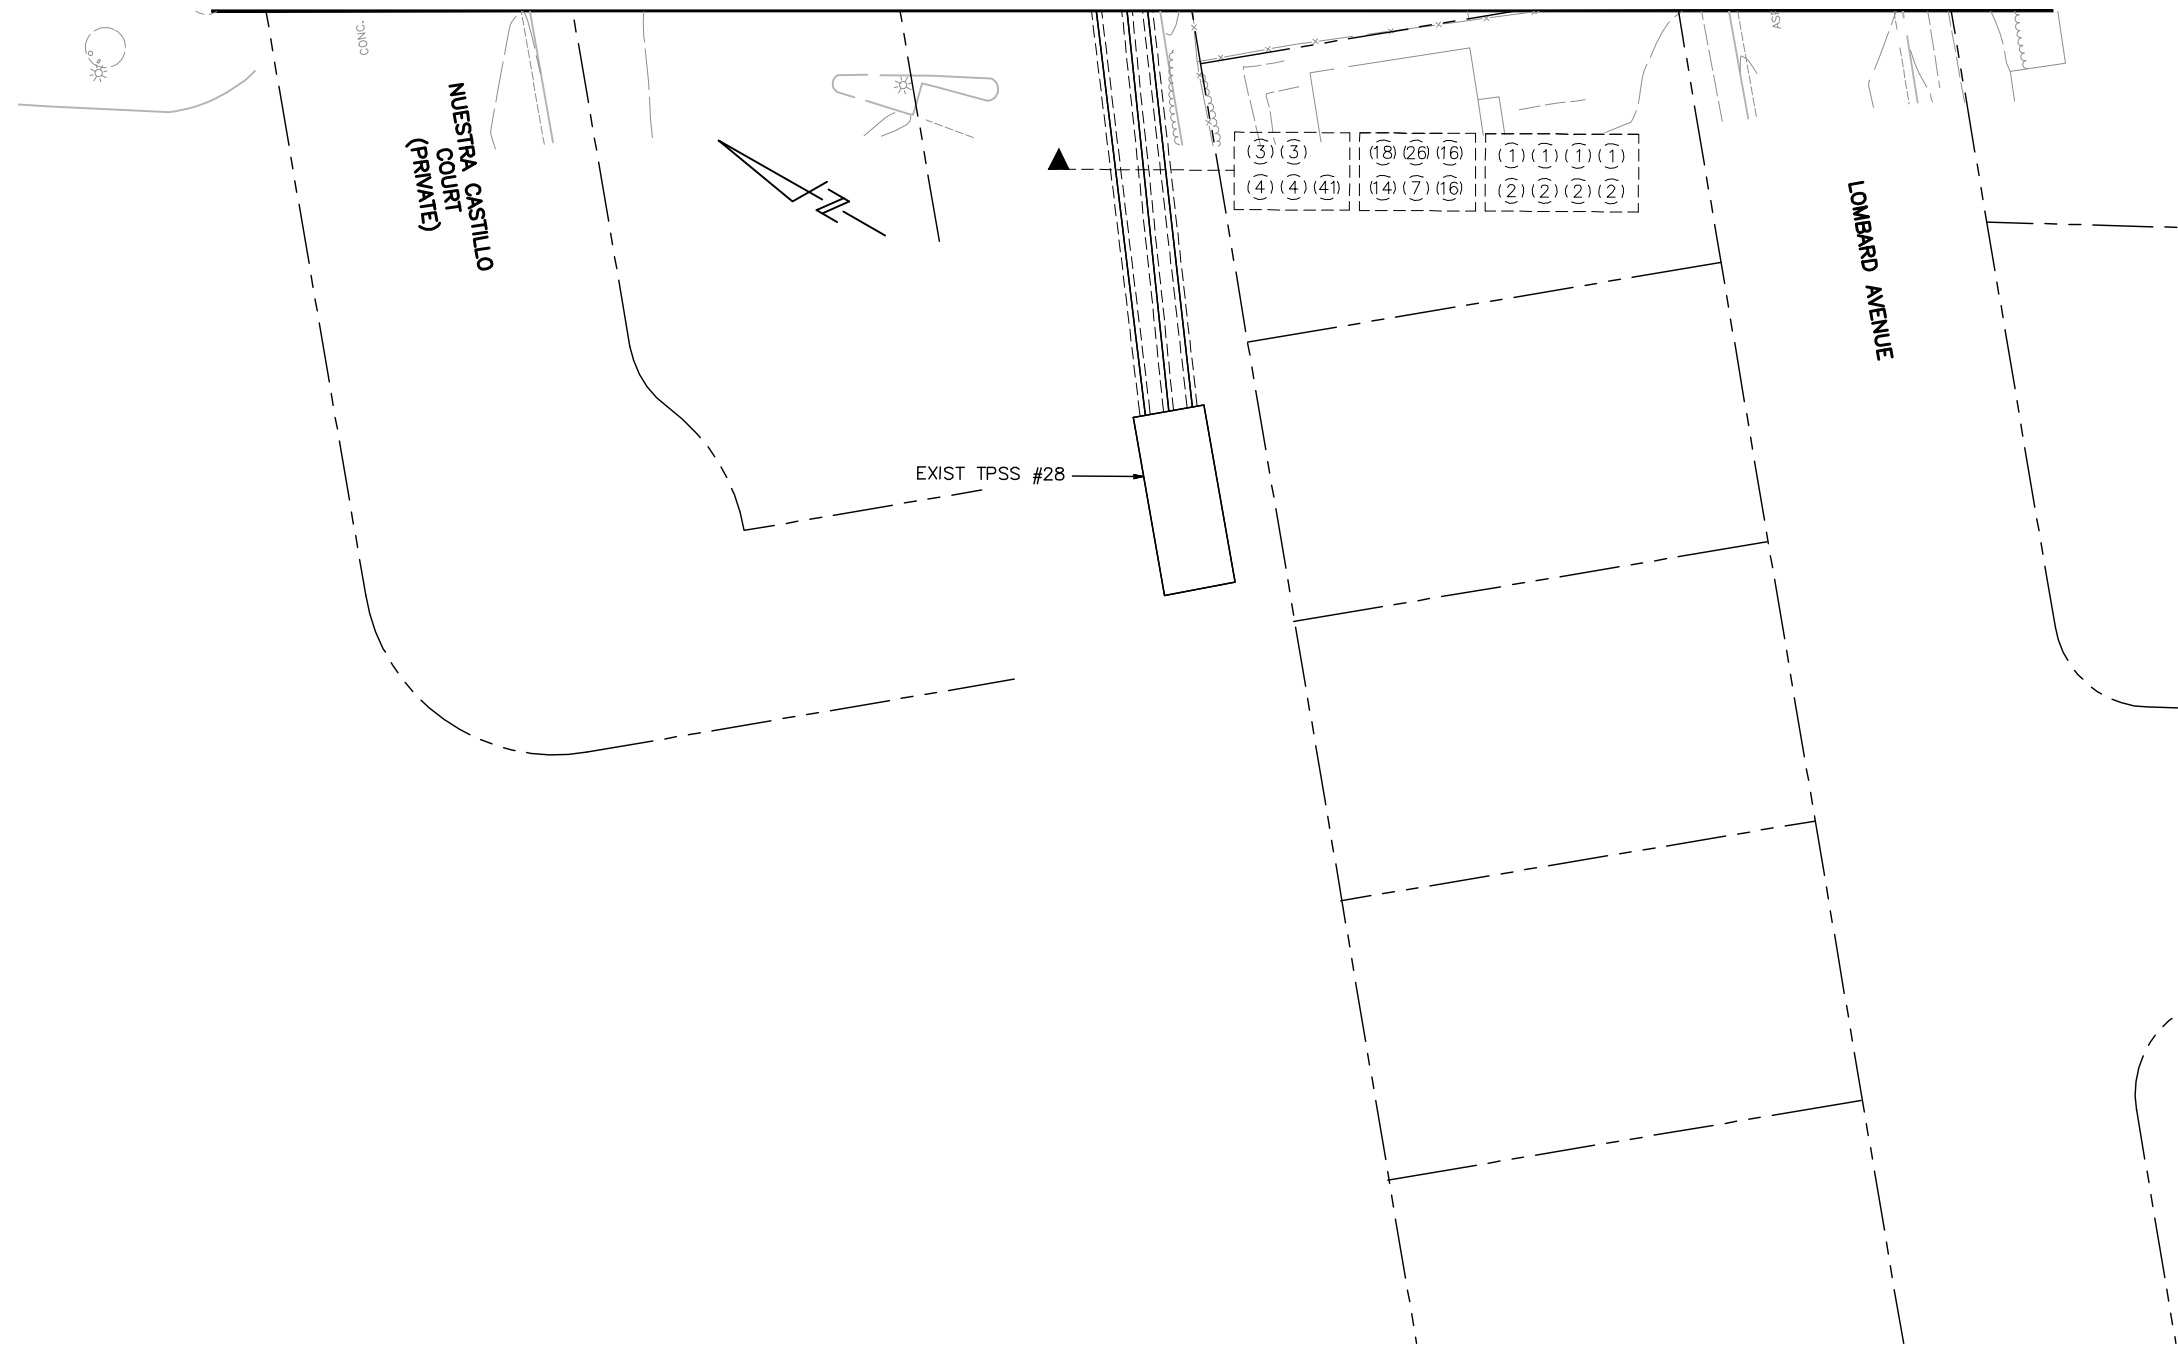 CONC.
NUESTRA CASTILLO
COURT
(PRIVATE)
(3) (3)
(4) (4) (41)
(18) (26) (16)
(14) (7) (16)
(1) (1) (1) (1)
(2) (2) (2) (2)
LOMBARD AVENUE
EXIST TPSS #28
N